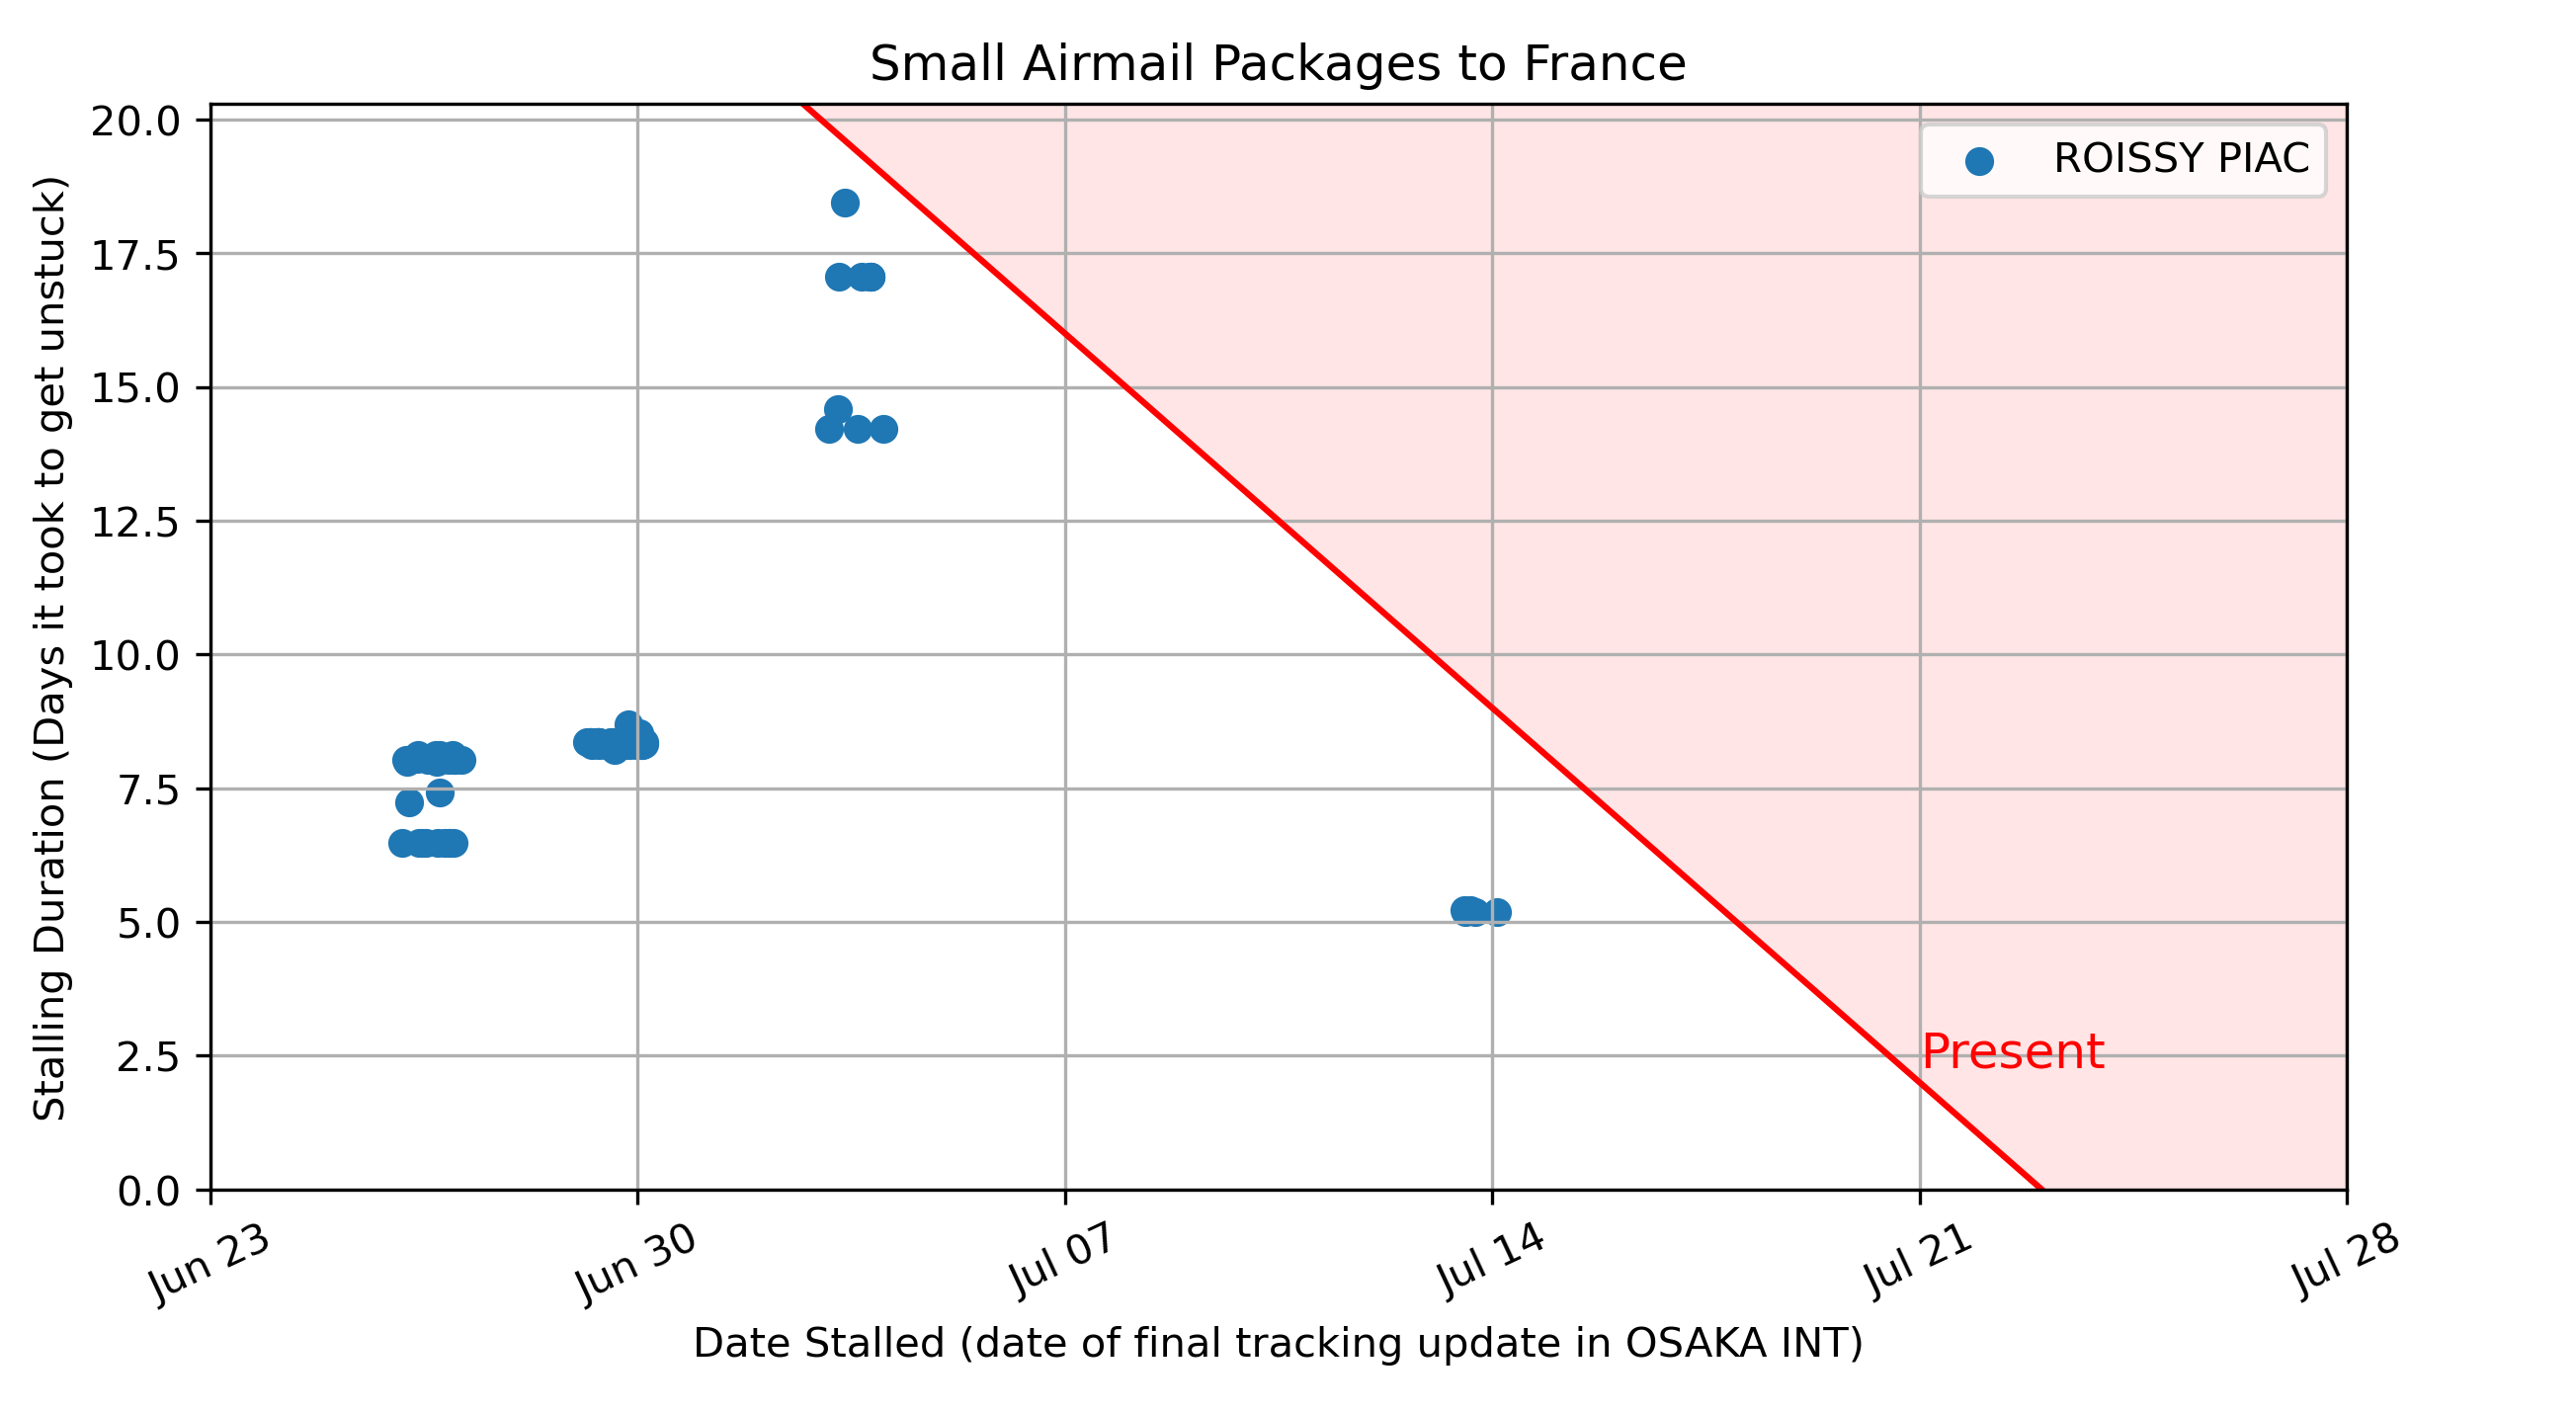 Small Airmail Packages to France
Stalling Duration (Days it took to get unstuck)
20.0
17.5
15.0
12.5
10.0
7.5
5.0
2.5
0.0
ROISSY PIAC
Present
Jun 23
Jun 30
Jul 07
Jul 14
Jul 21
Jul 28
Date Stalled (date of final tracking update in OSAKA INT)